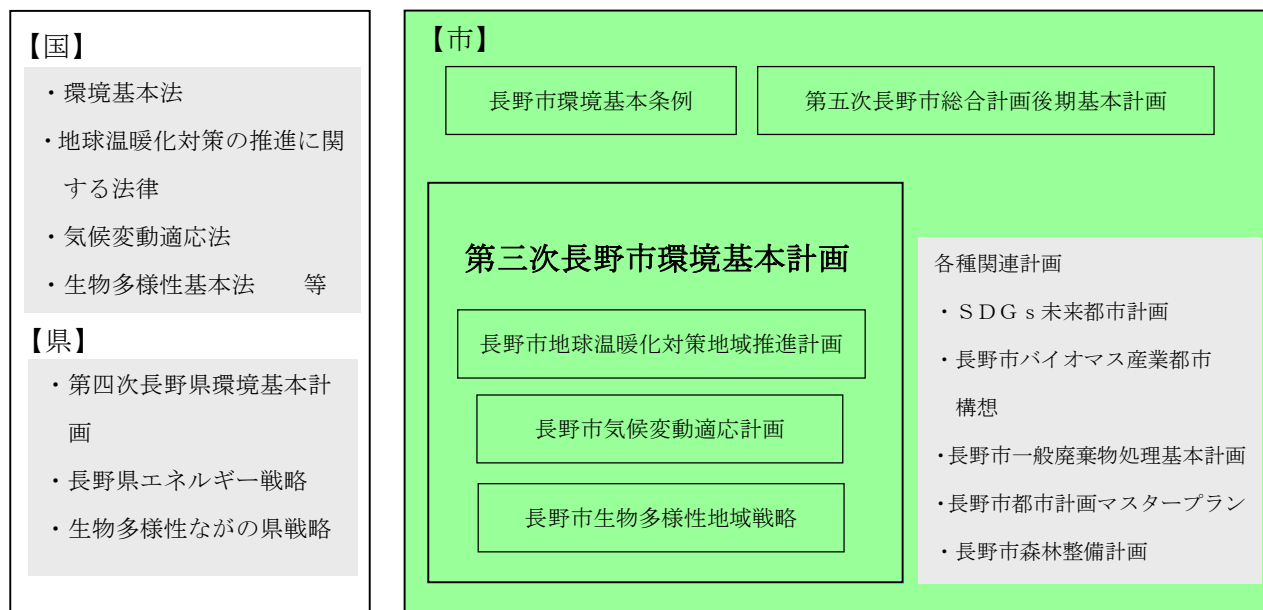 【国】
・環境基本法
・地球温暖化対策の推進に関
する法律
・気候変動適応法
・生物多様性基本法　　等
【県】
・第四次長野県環境基本計
画
・長野県エネルギー戦略
・生物多様性ながの県戦略
【市】
長野市環境基本条例
第五次長野市総合計画後期基本計画
第三次長野市環境基本計画
長野市地球温暖化対策地域推進計画
長野市気候変動適応計画
長野市生物多様性地域戦略
各種関連計画
・ＳＤＧｓ未来都市計画
・長野市バイオマス産業都市
構想
・長野市一般廃棄物処理基本計画
・長野市都市計画マスタープラン
・長野市森林整備計画